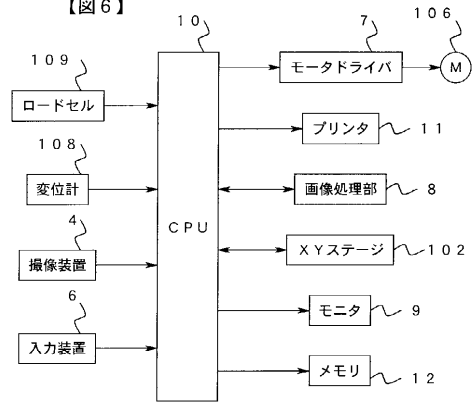 【図６】
１０
７
１０６
１０９
モータドライバ
M
ロードセル
プリンタ
１１
１０８
変位計
画像処理部
８
ＣＰＵ
４
撮像装置
ＸＹステージ
１０２
６
モニタ
９
入力装置
メモリ
１２